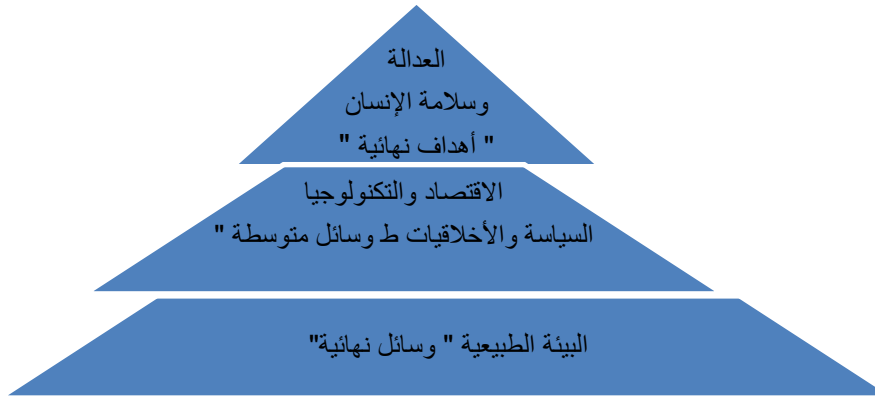 العدالة
وسلامة الإنسان
" أهداف نهائية "
الاقتصاد والتكنولوجيا
السياسة والأخلاقيات ط وسائل متوسطة "
البيئة الطبيعية " وسائل نهائية"